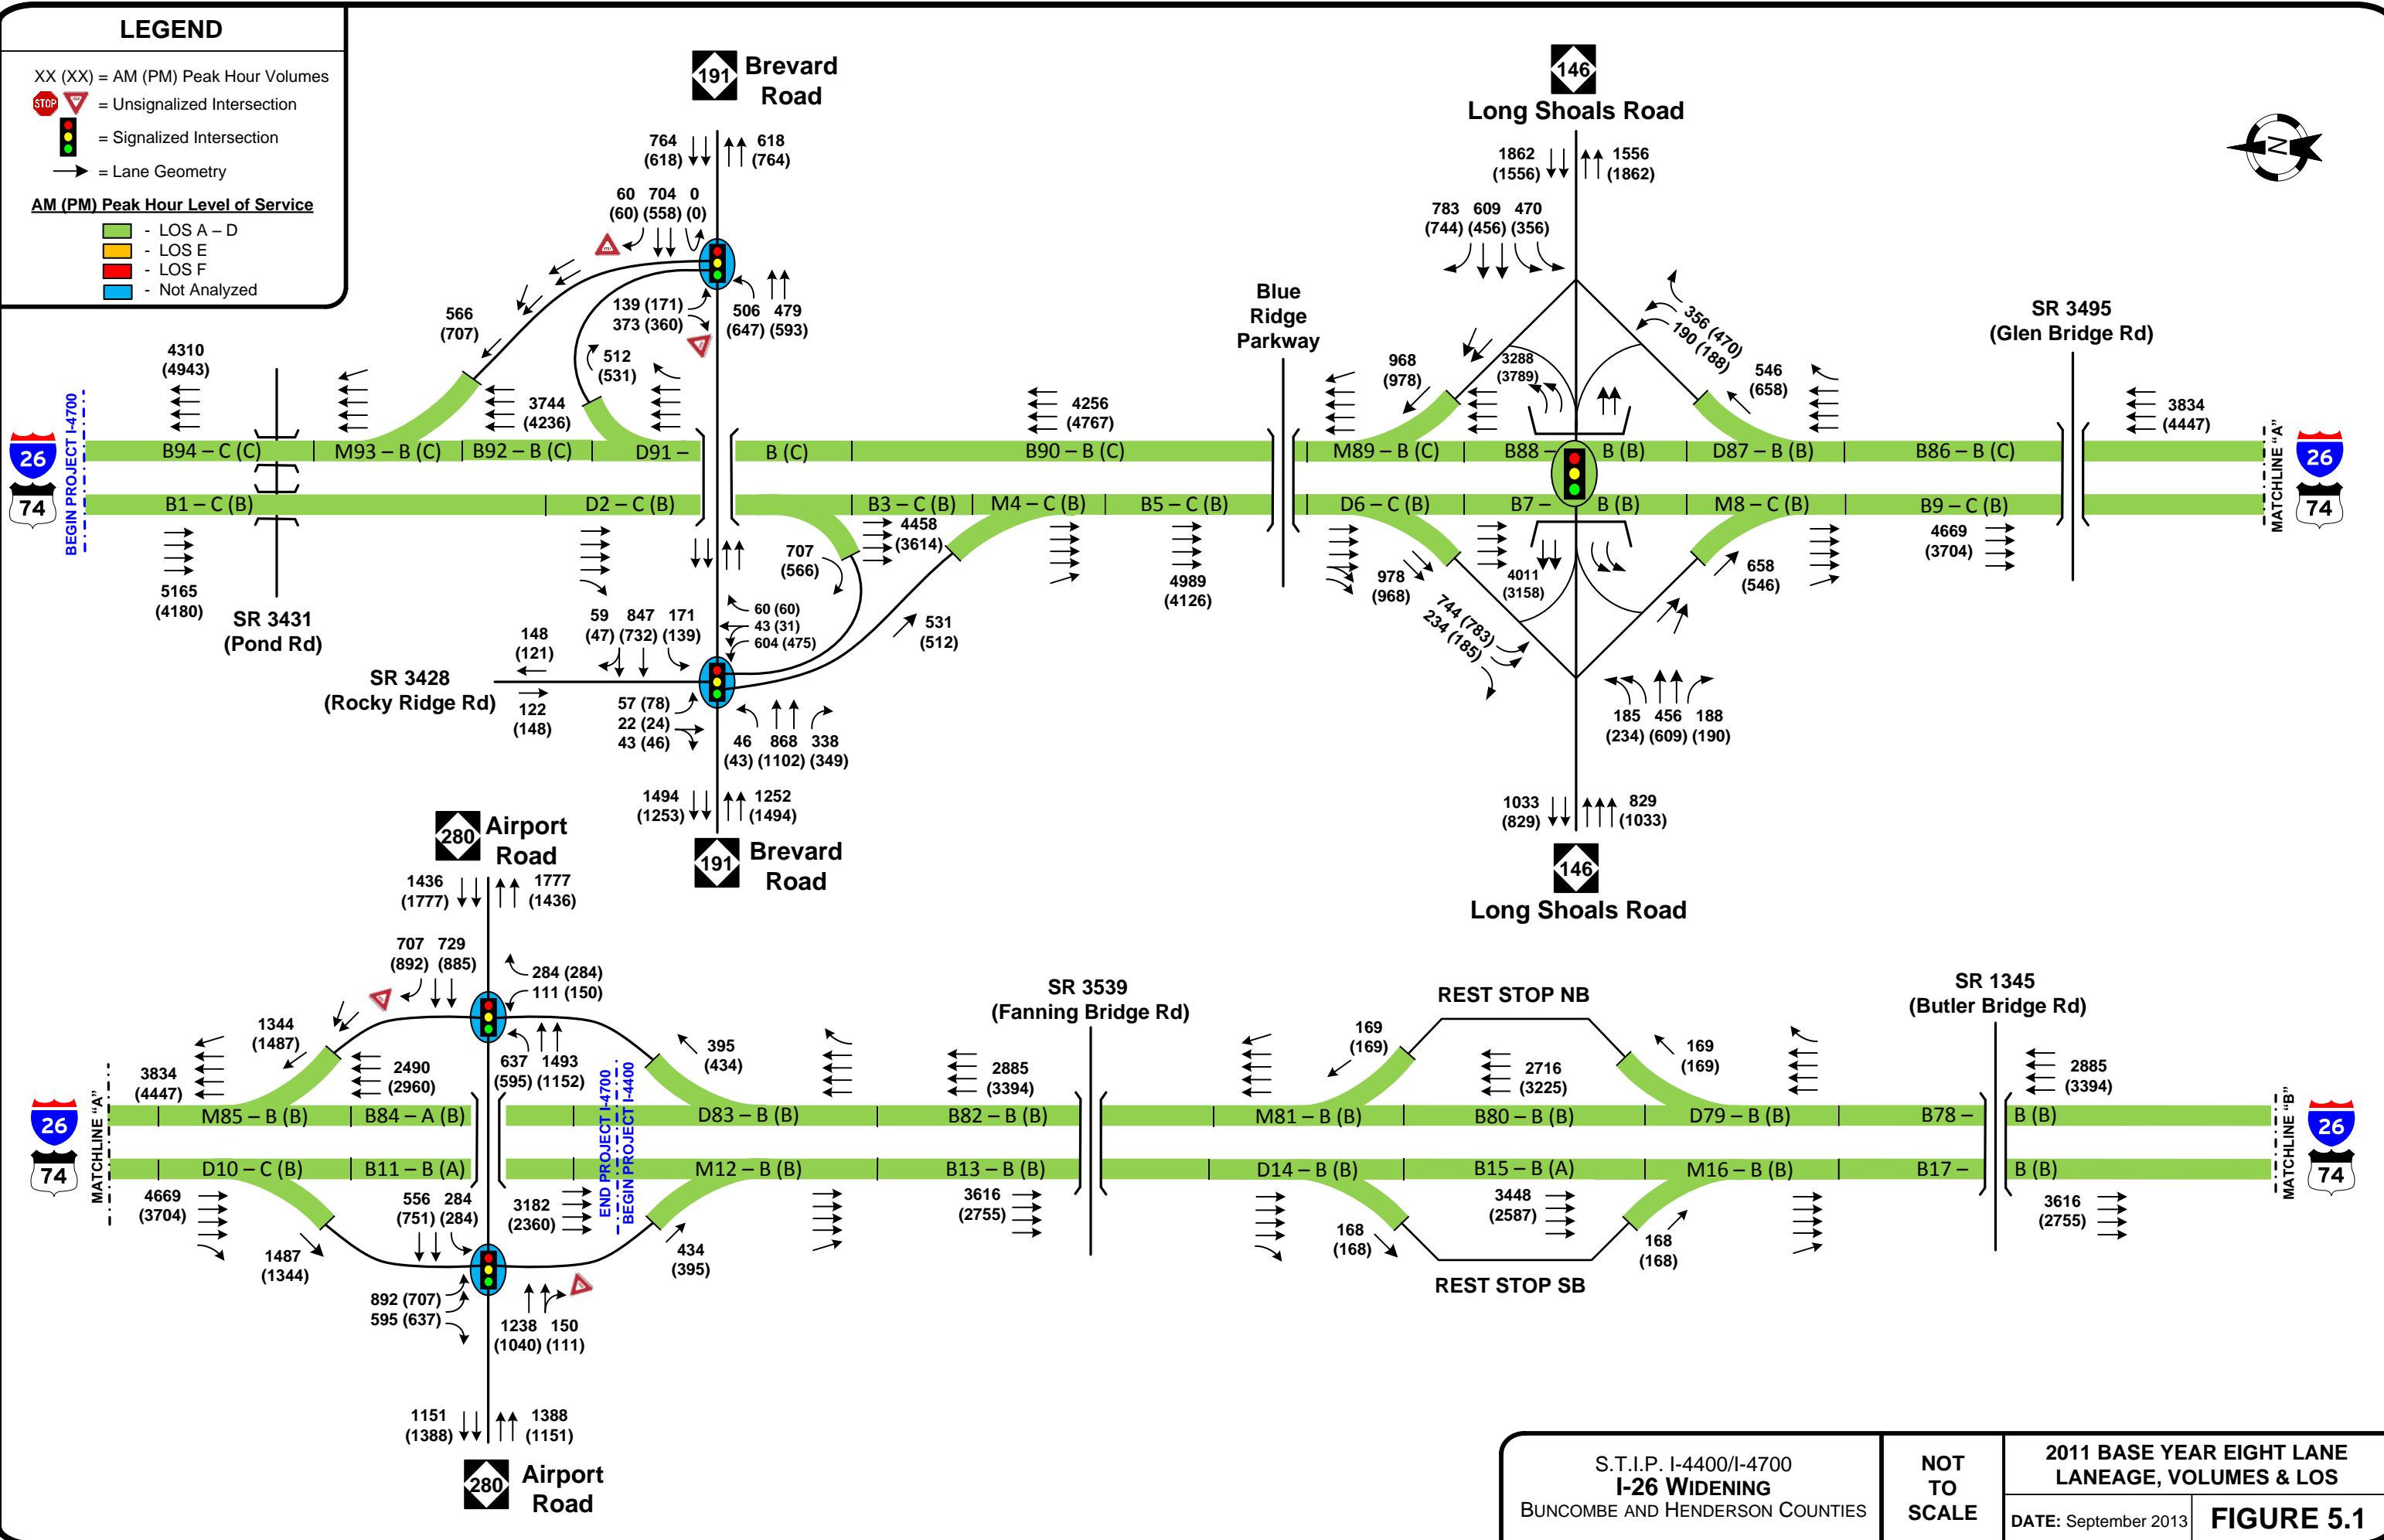 LEGEND
XX (XX) = AM (PM) Peak Hour Volumes
STOP = Unsignalized Intersection
= Signalized Intersection
= Lane Geometry
AM (PM) Peak Hour Level of Service
- LOS A – D
- LOS E
- LOS F
- Not Analyzed
191 Brevard
Road
764 618
(618) (764)
60 704 0
(60) (558) (0)
139 (171)
373 (360)
506 479
(647) (593)
566
(707)
512
(531)
4310
(4943)
3744
(4236)
4256
(4767)
Blue
Ridge
Parkway
146
Long Shoals Road
1862 1556
(1556) (1862)
783 609 470
(744) (456) (356)
356 (470)
190 (188)
968
(978)
3288
(3789)
546
(658)
SR 3495
(Glen Bridge Rd)
3834
(4447)
N
BEGIN PROJECT I-4700
26
74
B94 – C (C) M93 – B (C) B92 – B (C) D91 – B (C) B90 – B (C) M89 – B (C) B88 – B (B) D87 – B (B) B86 – B (C)
B1 – C (B) D2 – C (B) B3 – C (B) M4 – C (B) B5 – C (B) D6 – C (B) B7 – B (B) M8 – C (B) B9 – C (B)
MATCHLINE "A"
26
74
5165
(4180)
SR 3431
(Pond Rd)
4458
(3614)
707
(566)
4989
(4126)
978
(968)
4011
(3158)
744 (783)
234 (185)
658
(546)
4669
(3704)
60 (60)
43 (31)
604 (475)
59 847 171
(47) (732) (139)
148
(121)
SR 3428
(Rocky Ridge Rd)
122
(148)
57 (78)
22 (24)
43 (46)
46 868 338
(43) (1102) (349)
531
(512)
185 456 188
(234) (609) (190)
1494 1252
(1253) (1494)
191 Brevard
Road
1033 829
(829) (1033)
146
Long Shoals Road
280 Airport
Road
1436 1777
(1777) (1436)
707 729
(892) (885)
284 (284)
111 (150)
1344
(1487)
637 1493
(595) (1152)
395
(434)
3834
(4447)
2490
(2960)
2885
(3394)
SR 3539
(Fanning Bridge Rd)
REST STOP NB
169
(169)
2716
(3225)
169
(169)
SR 1345
(Butler Bridge Rd)
2885
(3394)
26
74
MATCHLINE "A"
M85 – B (B) B84 – A (B) D83 – B (B) B82 – B (B) M81 – B (B) B80 – B (B) D79 – B (B) B78 – B (B)
D10 – C (B) B11 – B (A) M12 – B (B) B13 – B (B) D14 – B (B) B15 – B (A) M16 – B (B) B17 – B (B)
END PROJECT I-4700
BEGIN PROJECT I-4400
MATCHLINE "B"
26
74
4669
(3704)
1487
(1344)
556 284
(751) (284)
3182
(2360)
434
(395)
892 (707)
595 (637)
1238 150
(1040) (111)
3616
(2755)
168
(168)
3448
(2587)
168
(168)
REST STOP SB
3616
(2755)
1151 1388
(1388) (1151)
280 Airport
Road
S.T.I.P. I-4400/I-4700
I-26 WIDENING
BUNCOMBE AND HENDERSON COUNTIES
NOT
TO
SCALE
2011 BASE YEAR EIGHT LANE
LANEAGE, VOLUMES & LOS
DATE: September 2013
FIGURE 5.1